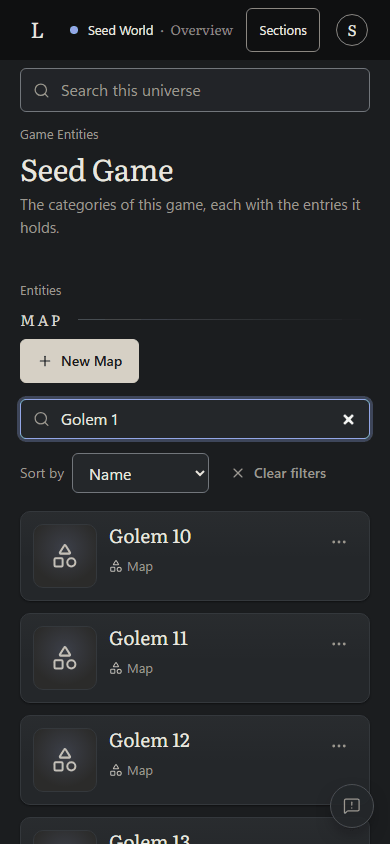 L Seed World · Overview Sections S
Search this universe
Game Entities
Seed Game
The categories of this game, each with the entries it
holds.
Entities
MAP
New Map
Golem 1
Sort by Name Clear filters
Golem 10
Map
Golem 11
Map
Golem 12
Map
Golem 13